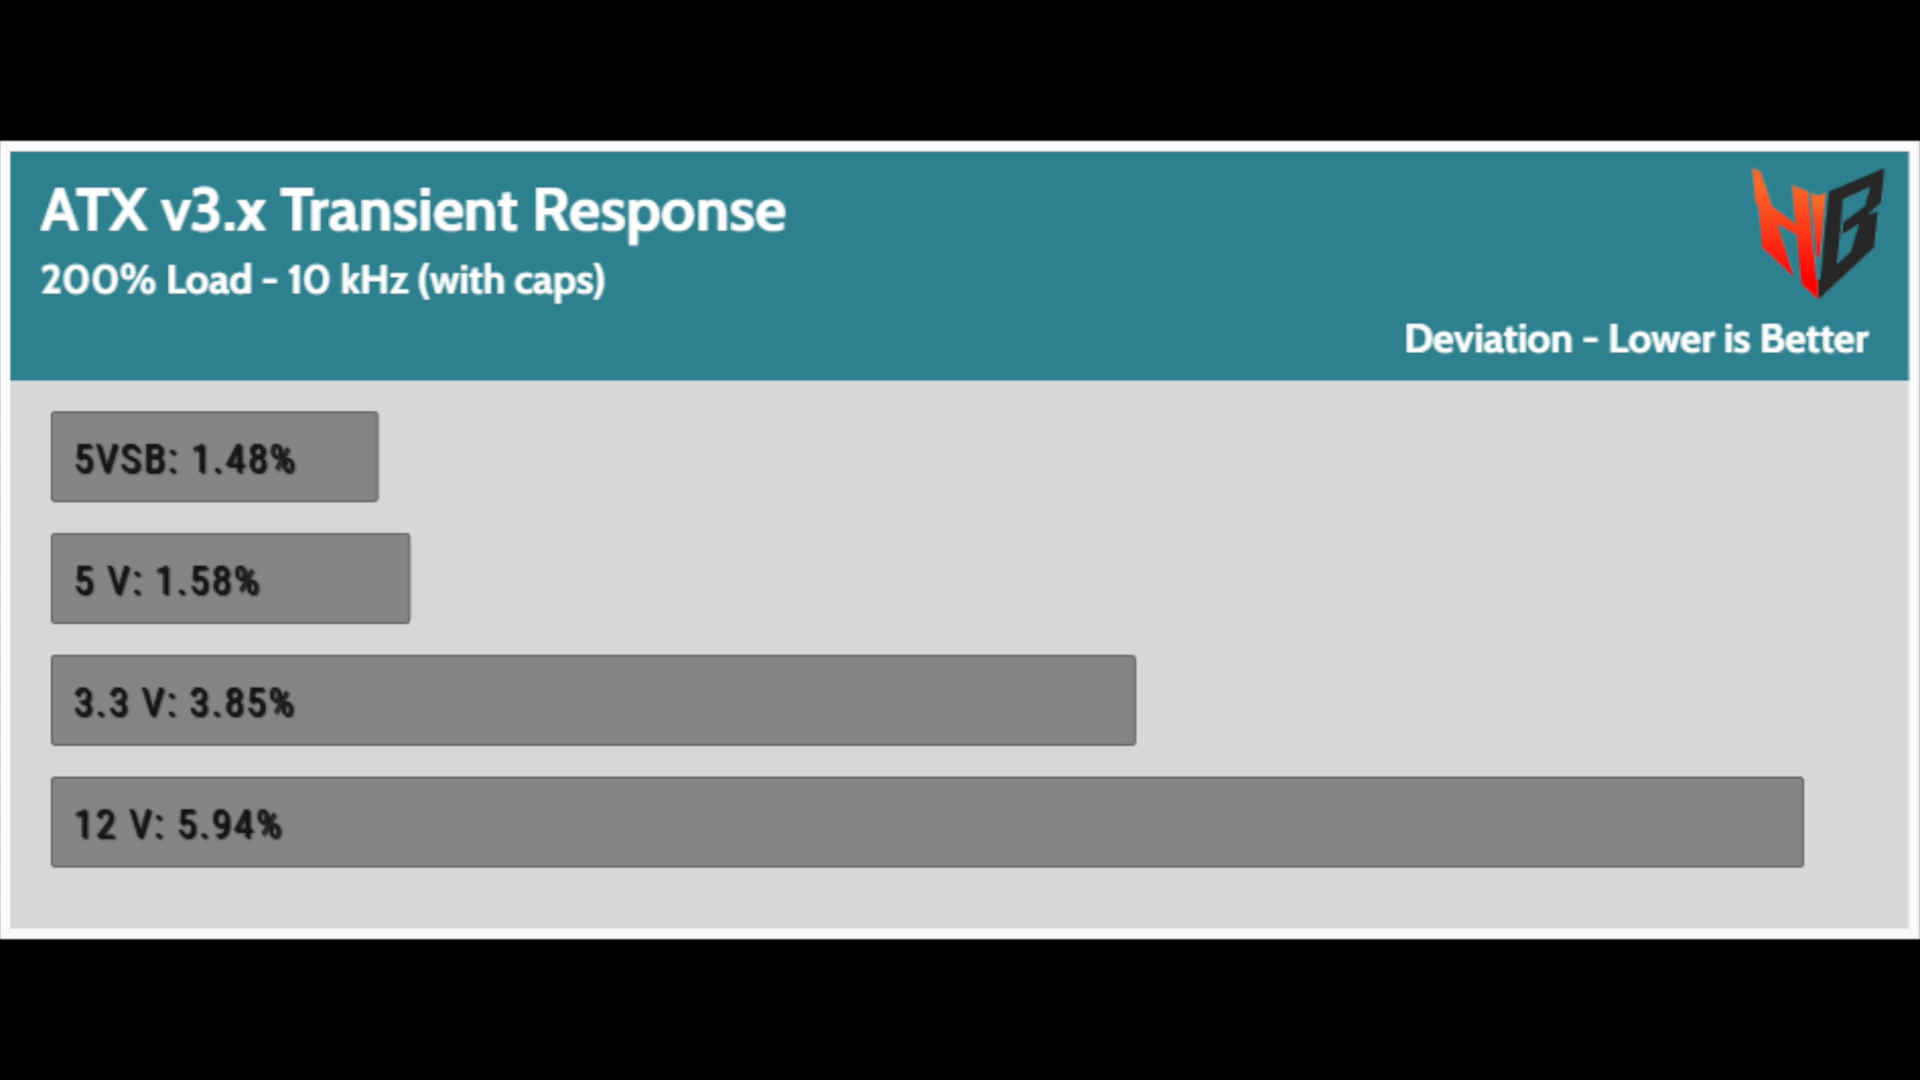 ATX v3.x Transient Response
200% Load - 10 kHz (with caps)
HB
Deviation - Lower is Better
5VSB: 1.48%
5 V: 1.58%
3.3 V: 3.85%
12 V: 5.94%